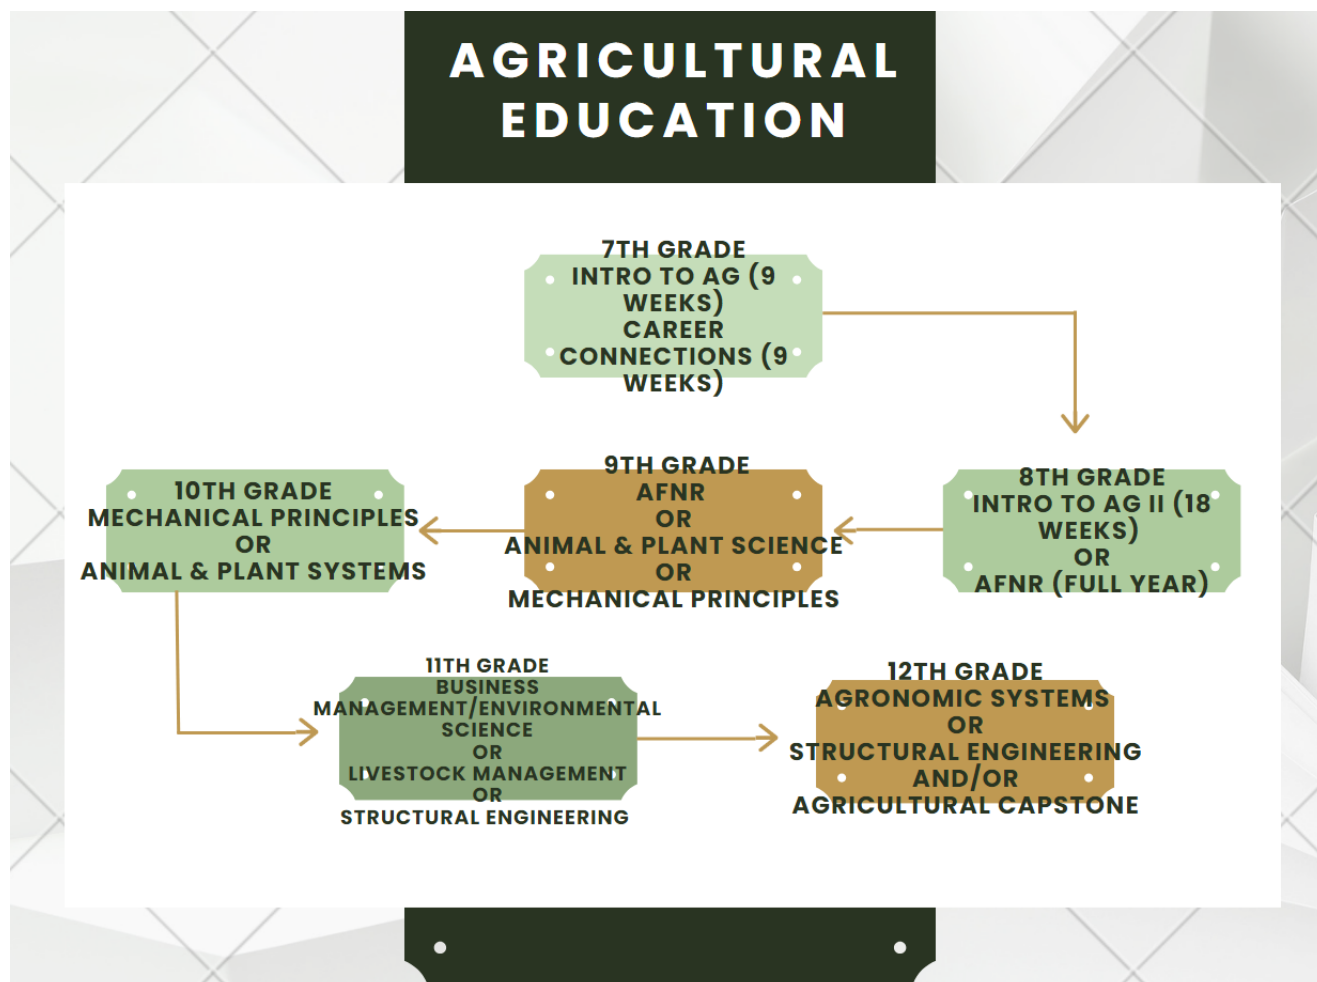 AGRICULTURAL
EDUCATION
7TH GRADE
INTRO TO AG (9
WEEKS)
CAREER
CONNECTIONS (9
WEEKS)
8TH GRADE
INTRO TO AG II (18
WEEKS)
OR
AFNR (FULL YEAR)
9TH GRADE
AFNR
OR
ANIMAL & PLANT SCIENCE
OR
MECHANICAL PRINCIPLES
10TH GRADE
MECHANICAL PRINCIPLES
OR
ANIMAL & PLANT SYSTEMS
11TH GRADE
BUSINESS
MANAGEMENT/ENVIRONMENTAL
SCIENCE
OR
LIVESTOCK MANAGEMENT
OR
STRUCTURAL ENGINEERING
12TH GRADE
AGRONOMIC SYSTEMS
OR
STRUCTURAL ENGINEERING
AND/OR
AGRICULTURAL CAPSTONE